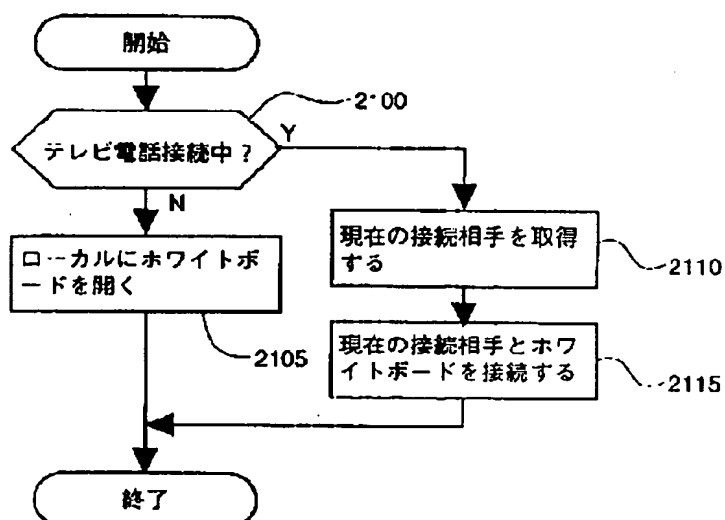 開始
2100
テレビ電話接続中?
Y
N
ローカルにホワイトボ
ードを開く
2105
現在の接続相手を取得
する
2110
現在の接続相手とホワ
イトボードを接続する
2115
終了